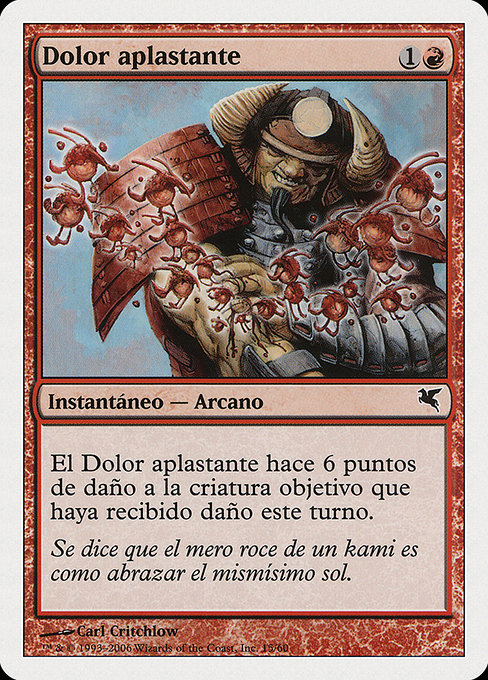 Dolor aplastante 1
Instantáneo — Arcano
El Dolor aplastante hace 6 puntos
de daño a la criatura objetivo que
haya recibido daño este turno.
Se dice que el mero roce de un kami es
como abrazar el mismísimo sol.
Carl Critchlow
™ & © 1993-2006 Wizards of the Coast, Inc. 15/60